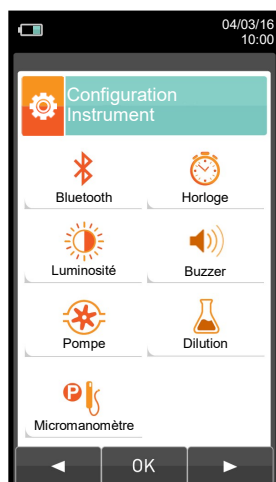 04/03/16
10:00
Configuration
Instrument
Bluetooth
Horloge
Luminosité
Buzzer
Pompe
Dilution
P
Micromanomètre
OK